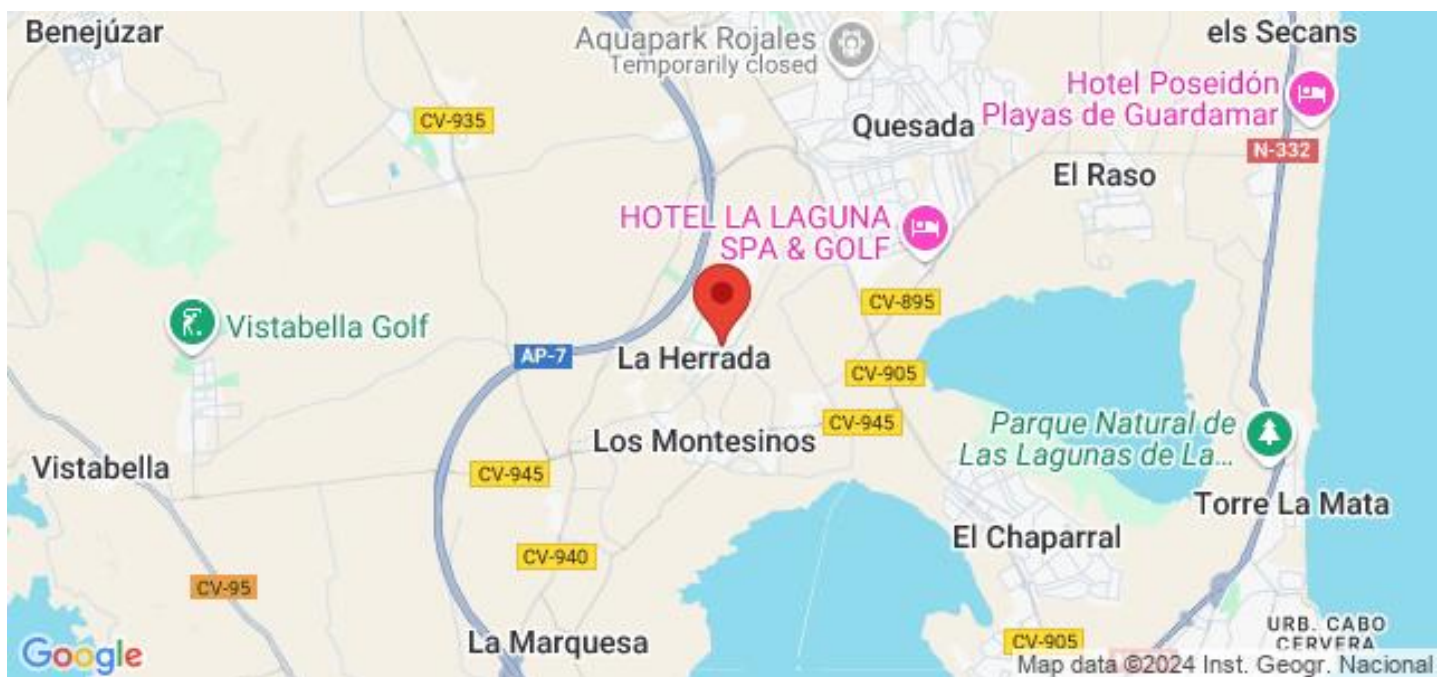 Benejúzar
Aquapark Rojales
Temporarily closed
els Secans
Hotel Poseidón
Playas de Guardamar
CV-935
Quesada
N-332
El Raso
HOTEL LA LAGUNA
SPA & GOLF
CV-895
Vistabella Golf
AP-7
La Herrada
CV-905
Parque Natural de
Las Lagunas de La...
CV-945
Los Montesinos
Vistabella
CV-945
Torre La Mata
El Chaparral
CV-940
CV-95
La Marquesa
URB. CABO
CERVERA
CV-905
Google
Map data ©2024 Inst. Geogr. Nacional